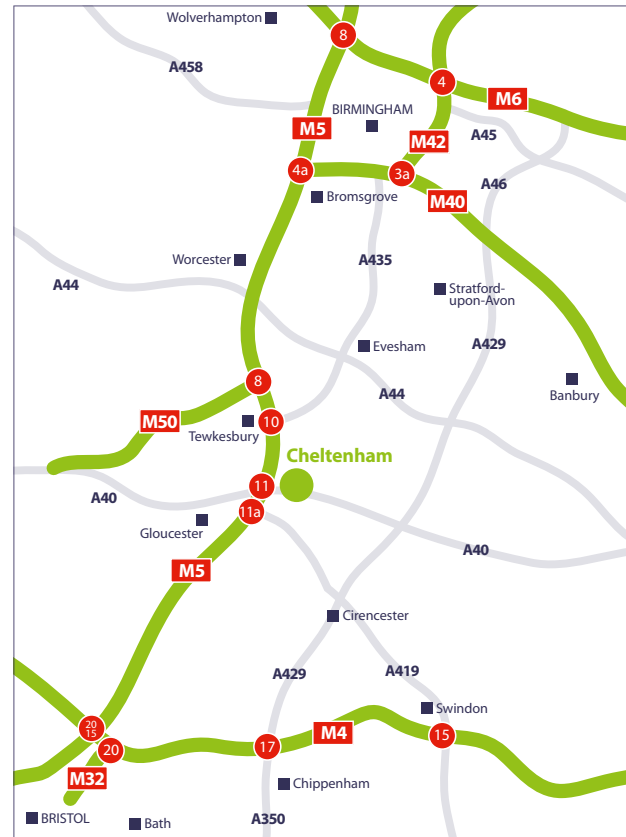 Wolverhampton
8
A458
4
M6
BIRMINGHAM
M5
M42
A45
4a
3a
A46
Bromsgrove
M40
Worcester
A435
A44
Stratford-
upon-Avon
Evesham
A429
8
A44
Banbury
M50
10
Tewkesbury
Cheltenham
11
A40
11a
Gloucester
A40
M5
Cirencester
A429
A419
Swindon
20
15
M4
15
20
17
M32
Chippenham
BRISTOL
Bath
A350